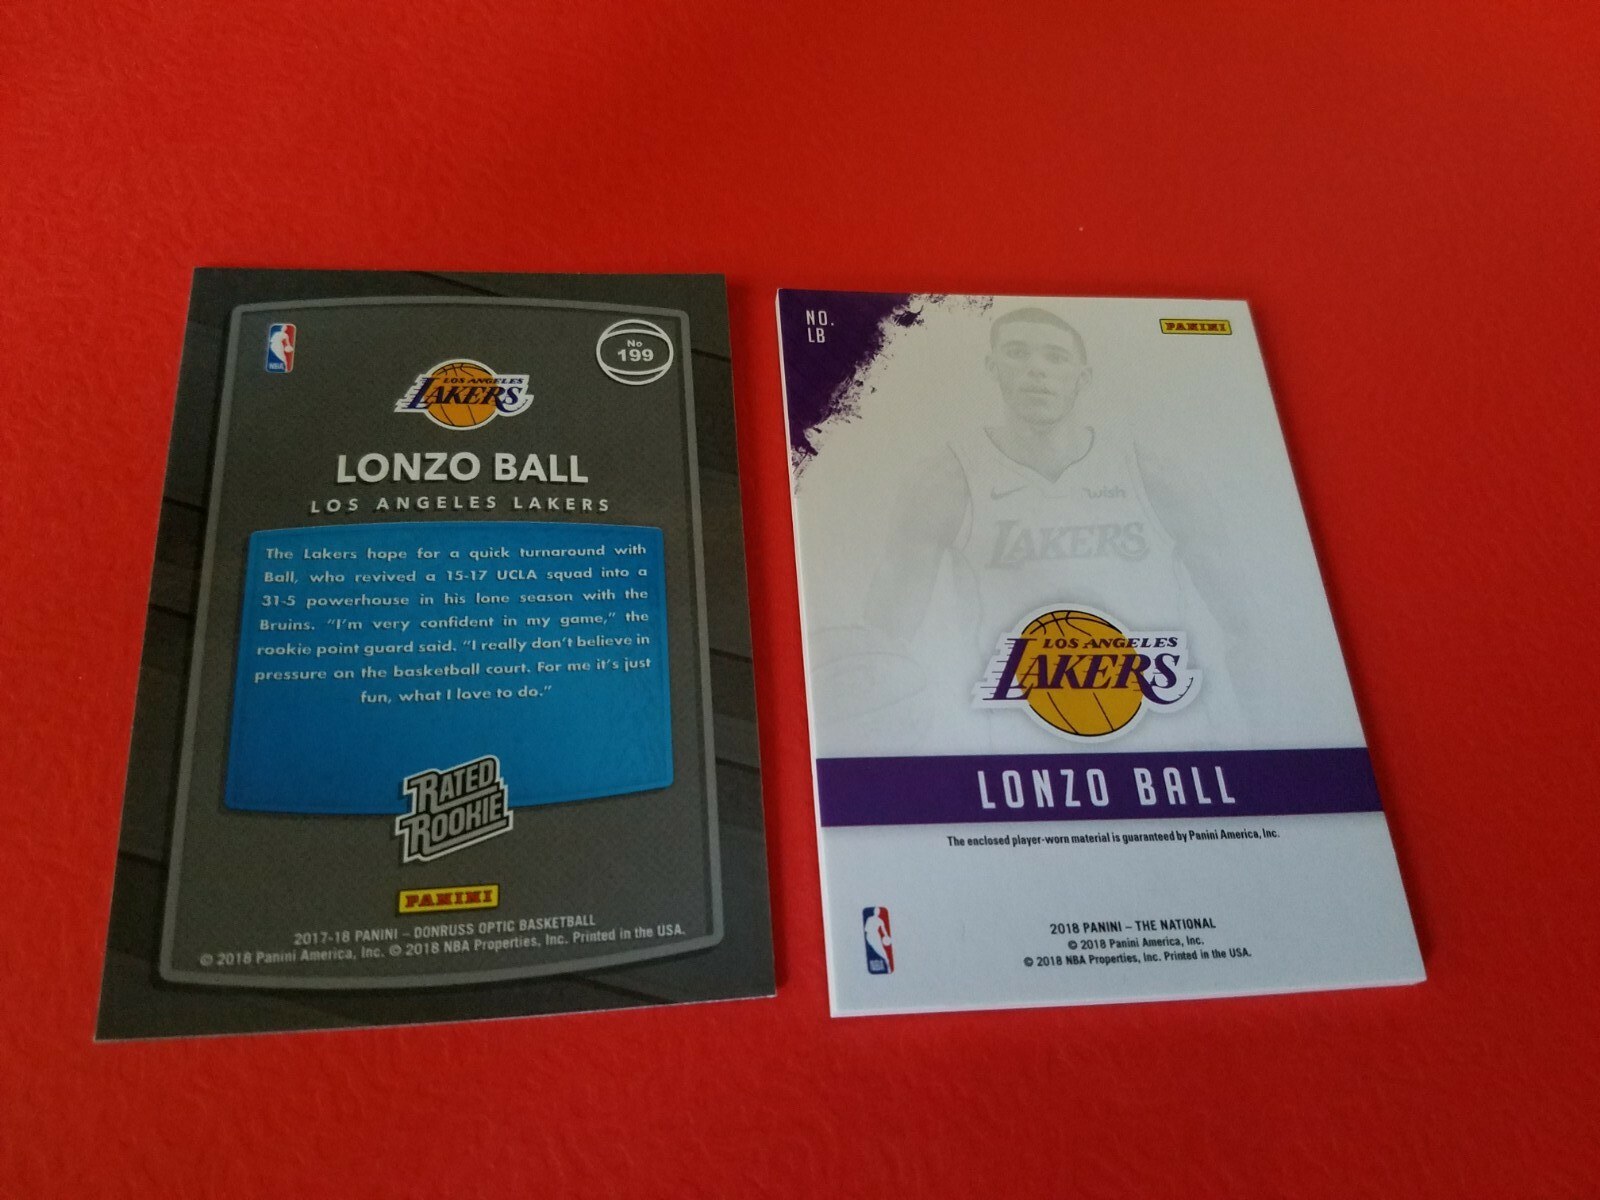 NBA
No
199
LOS ANGELES
LAKERS
LONZO BALL
LOS ANGELES LAKERS
The Lakers hope for a quick turnaround with
Ball, who revived a 15-17 UCLA squad into a
31-5 powerhouse in his lone season with the
Bruins. “I’m very confident in my game,” the
rookie point guard said. “I really don’t believe in
pressure on the basketball court. For me it’s just
fun, what I love to do.”
RATED
ROOKIE
PANINI
2017-18 PANINI – DONRUSS OPTIC BASKETBALL
© 2018 Panini America, Inc. © 2018 NBA Properties, Inc. Printed in the USA.
NO.
LB
PANINI
wish
LAKERS
LOS ANGELES
LAKERS
LONZO BALL
The enclosed player-worn material is guaranteed by Panini America, Inc.
2018 PANINI – THE NATIONAL
© 2018 Panini America, Inc.
© 2018 NBA Properties, Inc. Printed in the USA.
NBA